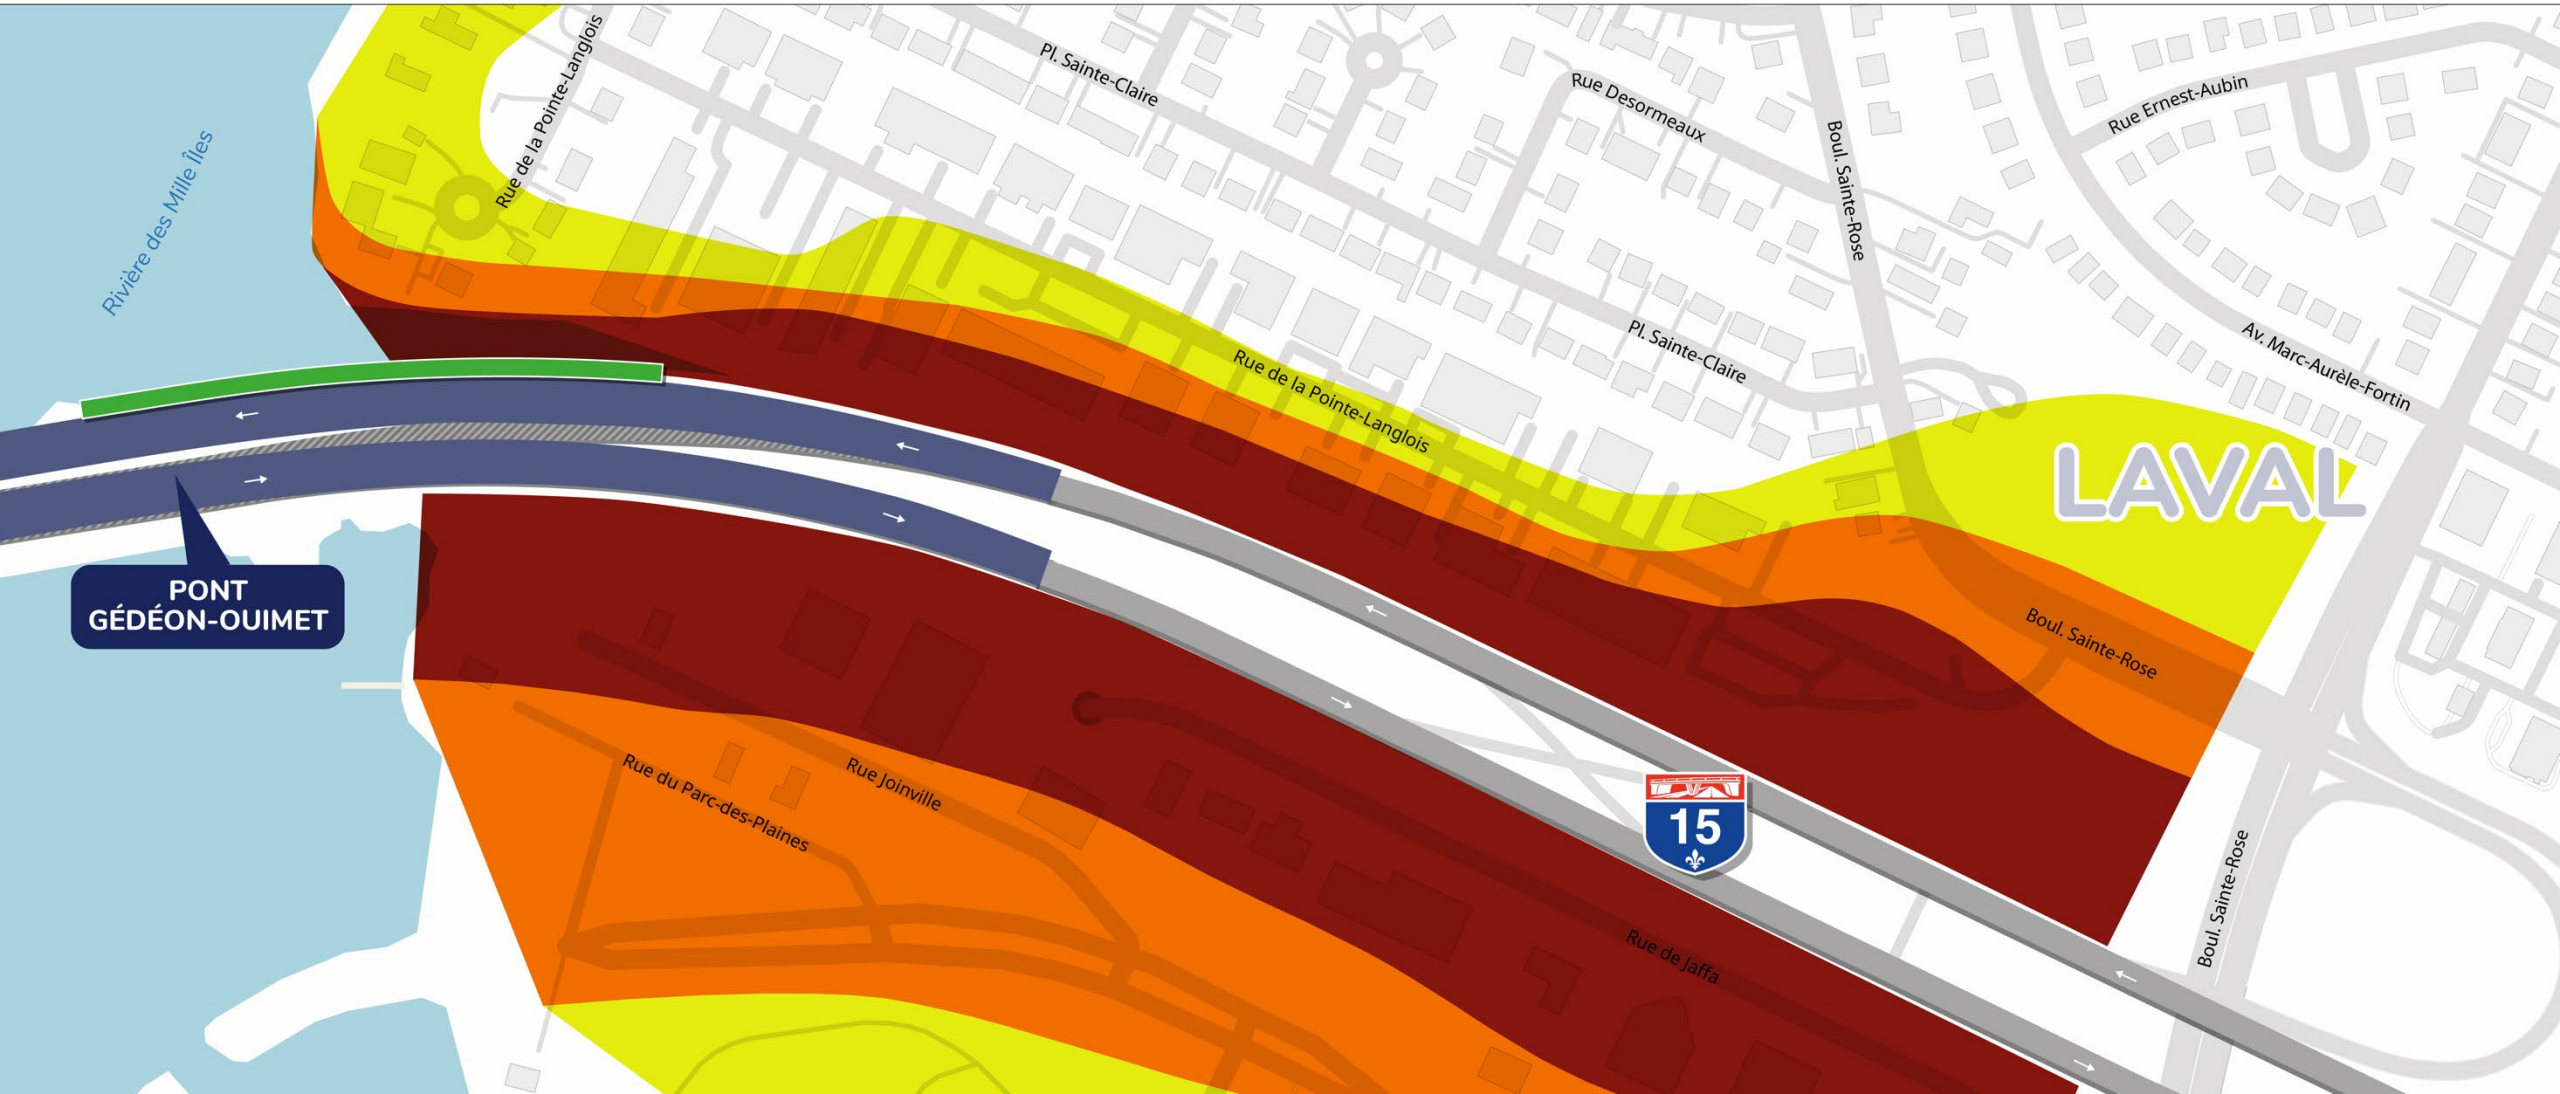 Rue de la Pointe-Langlois
Pl. Sainte-Claire
Rue Desormeaux
Rue Ernest-Aubin
Boul. Sainte-Rose
Rivière des Mille Îles
Av. Marc-Aurèle-Fortin
Pl. Sainte-Claire
Rue de la Pointe-Langlois
LAVAL
PONT
GÉDÉON-OUIMET
Boul. Sainte-Rose
Rue du Parc-des-Plaines
Rue Joinville
15
Boul. Sainte-Rose
Rue de Jaffa